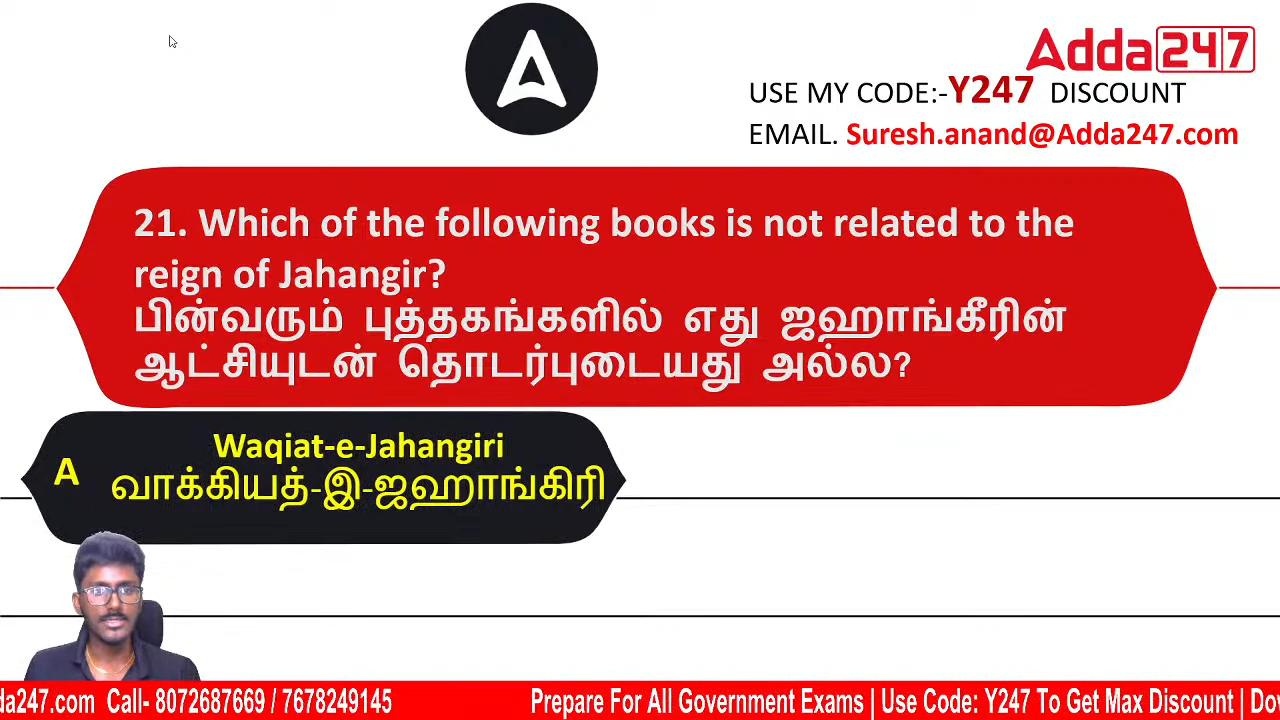 Adda247
USE MY CODE:-Y247 DISCOUNT
EMAIL. Suresh.anand@Adda247.com
21. Which of the following books is not related to the
reign of Jahangir?
பின்வரும் புத்தகங்களில் எது ஜஹாங்கீரின்
ஆட்சியுடன் தொடர்புடையது அல்ல?
A
Waqiat-e-Jahangiri
வாக்கியத்-இ-ஜஹாங்கிரி
da247.com Call- 8072687669 / 7678249145 Prepare For All Government Exams | Use Code: Y247 To Get Max Discount |